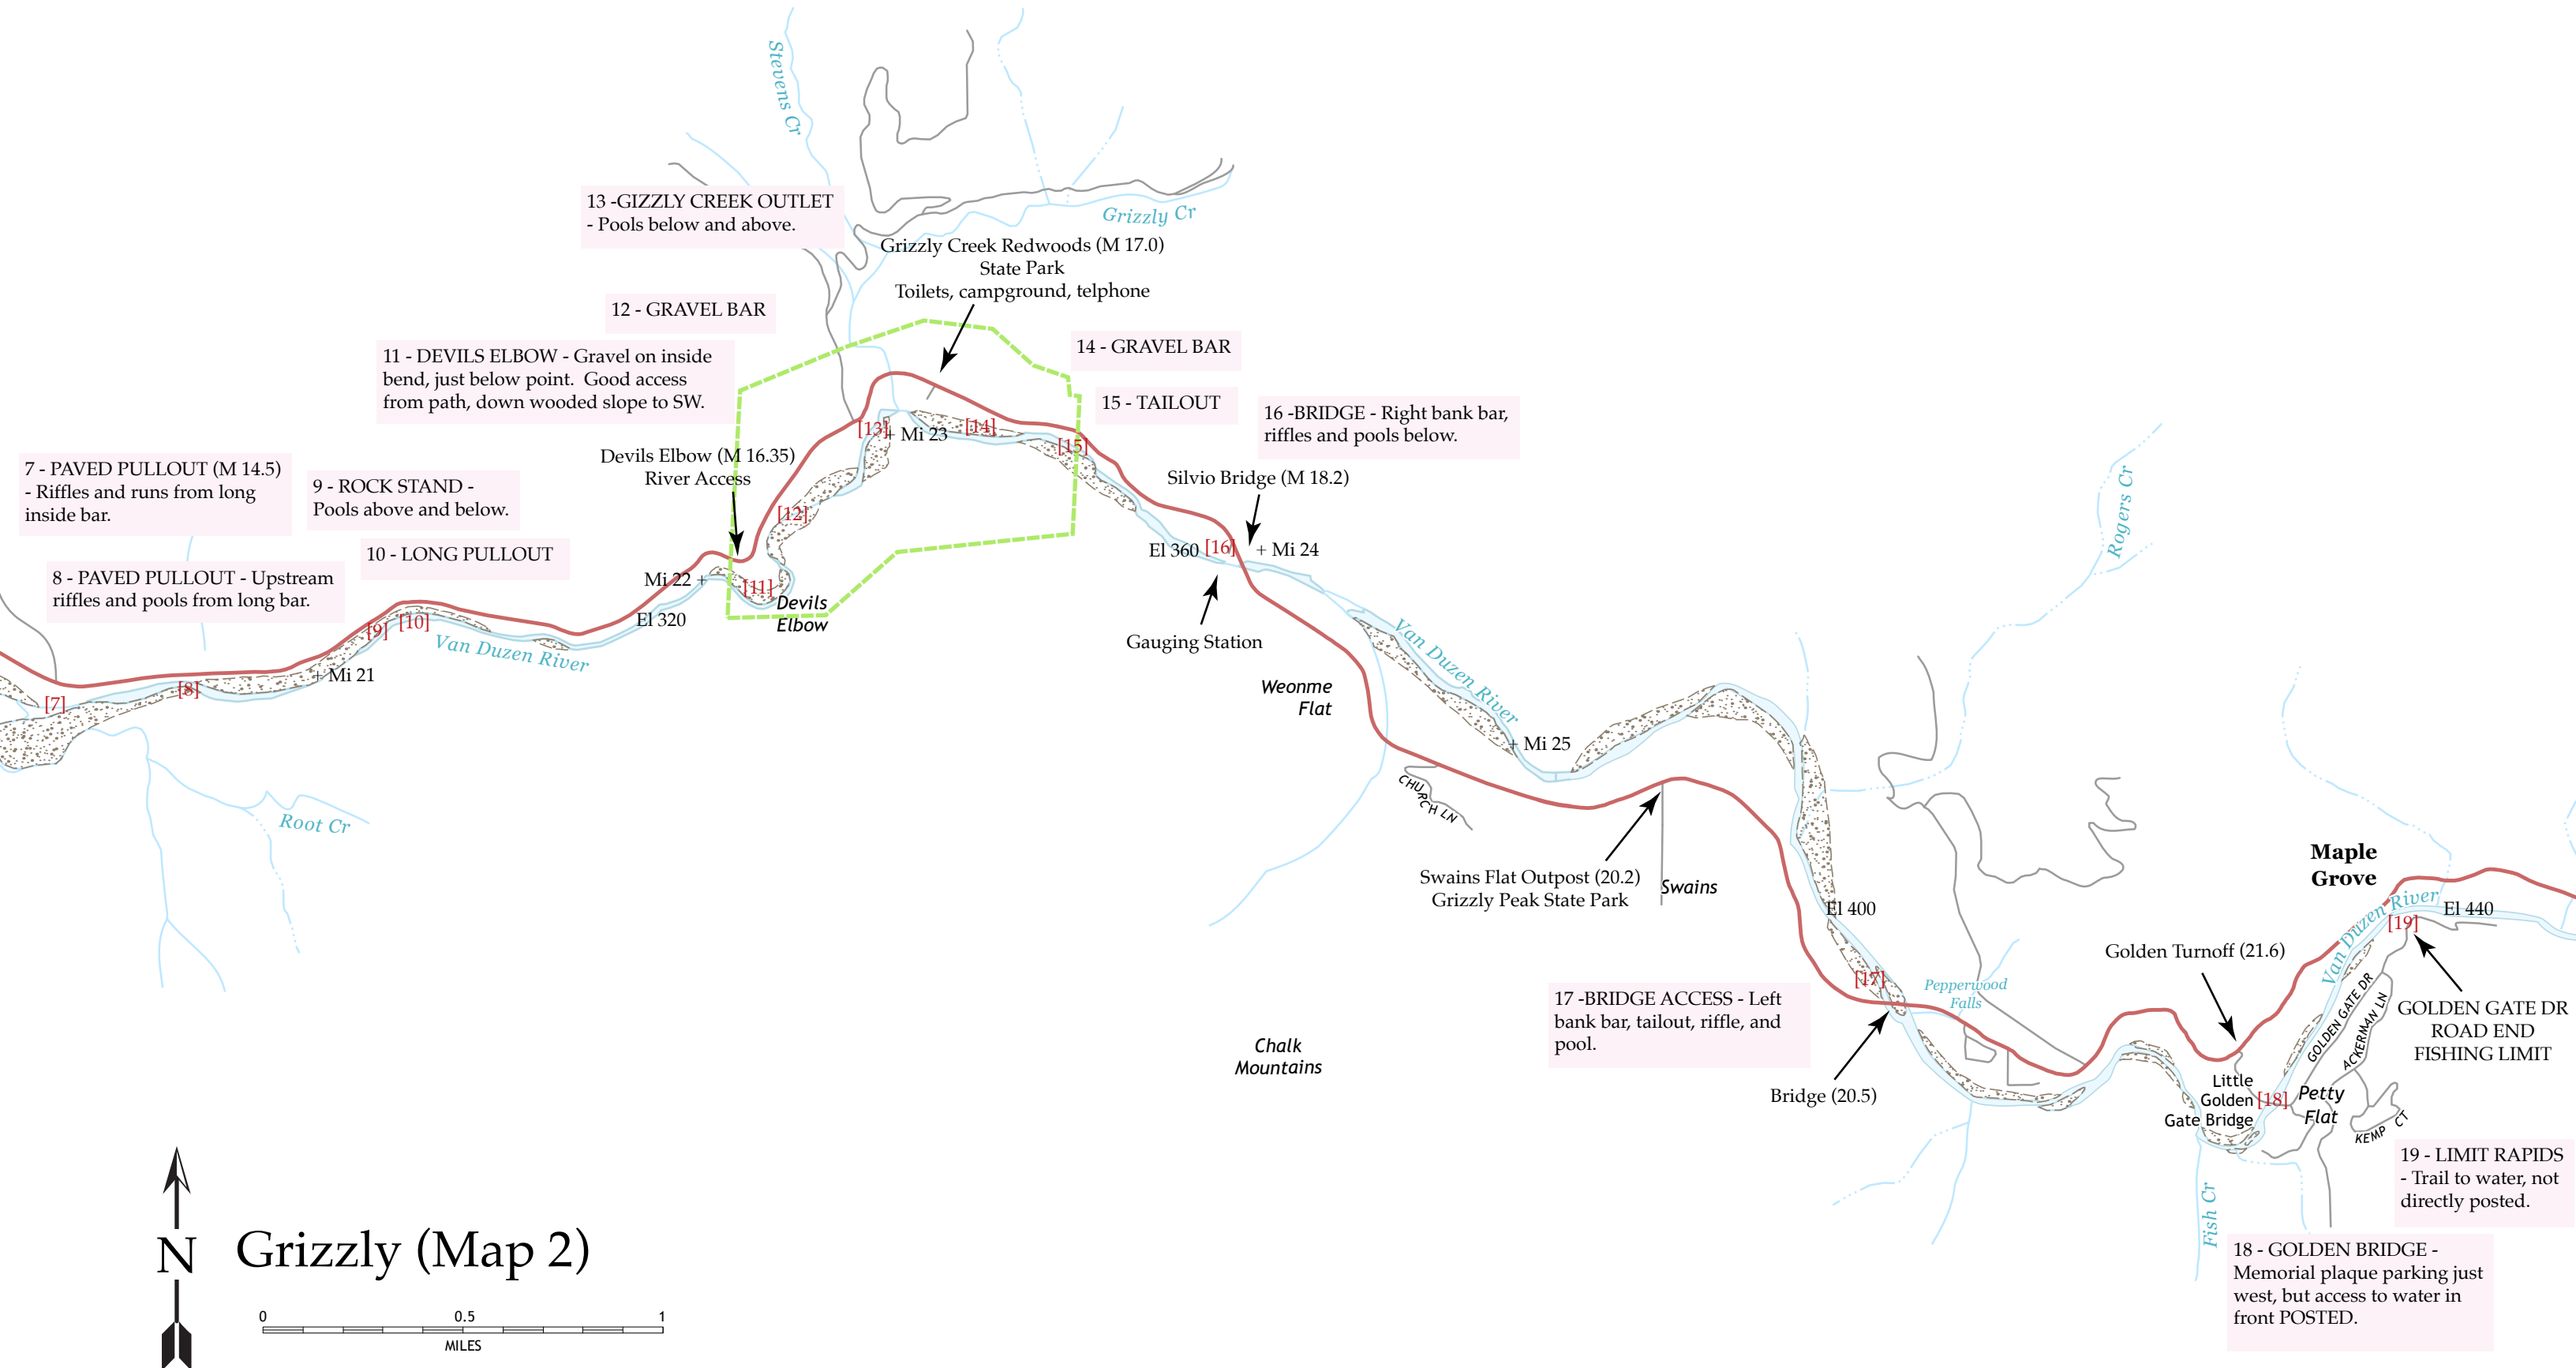 Stevens Cr
13 -GIZZLY CREEK OUTLET
- Pools below and above.
Grizzly Cr
Grizzly Creek Redwoods (M 17.0)
State Park
Toilets, campground, telphone
12 - GRAVEL BAR
11 - DEVILS ELBOW - Gravel on inside
bend, just below point. Good access
from path, down wooded slope to SW.
14 - GRAVEL BAR
15 - TAILOUT
16 -BRIDGE - Right bank bar,
riffles and pools below.
[13]
+ Mi 23
[14]
[15]
Devils Elbow (M 16.35)
River Access
Silvio Bridge (M 18.2)
7 - PAVED PULLOUT (M 14.5)
- Riffles and runs from long
inside bar.
9 - ROCK STAND -
Pools above and below.
10 - LONG PULLOUT
8 - PAVED PULLOUT - Upstream
riffles and pools from long bar.
[12]
El 360
[16]
+ Mi 24
Rogers Cr
Mi 22 +
[11]
Devils
Elbow
El 320
[9]
[10]
Van Duzen River
Gauging Station
Van Duzen River
+ Mi 21
[8]
[7]
Weonme
Flat
+ Mi 25
Root Cr
CHURCH LN
Swains Flat Outpost (20.2)
Grizzly Peak State Park
Swains
Maple
Grove
El 400
Van Duzen River
El 440
[19]
Golden Turnoff (21.6)
[17]
Pepperwood
Falls
17 -BRIDGE ACCESS - Left
bank bar, tailout, riffle, and
pool.
GOLDEN GATE DR
ACKERMAN LN
GOLDEN GATE DR
ROAD END
FISHING LIMIT
Chalk
Mountains
Bridge (20.5)
Little
Golden
Gate Bridge
[18]
Petty
Flat
KEMP CT
19 - LIMIT RAPIDS
- Trail to water, not
directly posted.
Fish Cr
18 - GOLDEN BRIDGE -
Memorial plaque parking just
west, but access to water in
front POSTED.
N
Grizzly (Map 2)
0 0.5 1
MILES